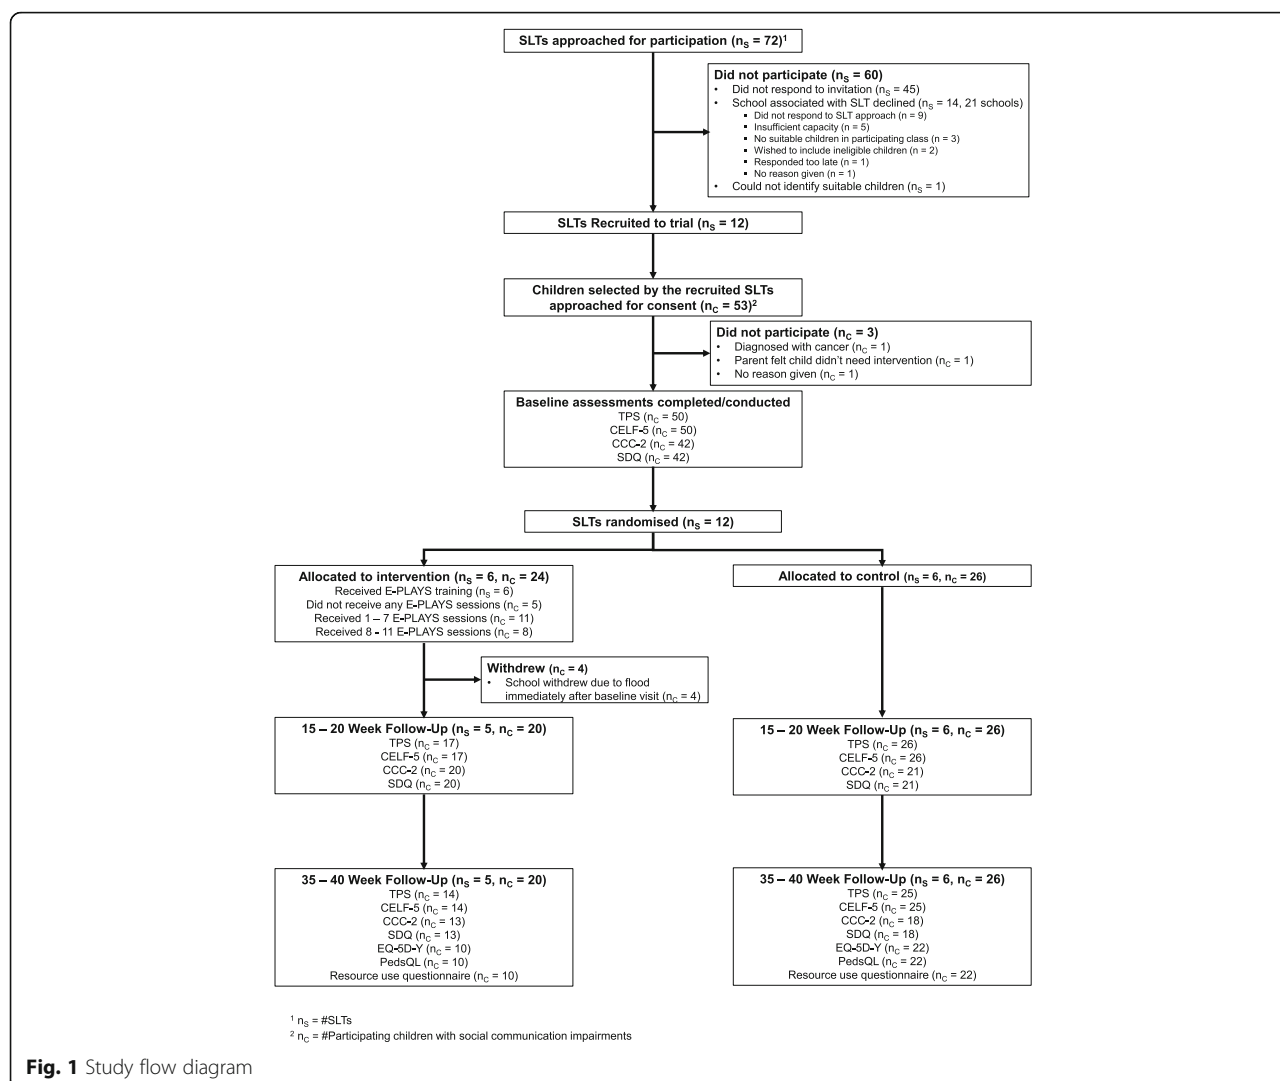 SLTs approached for participation (nS = 72)1
Did not participate (nS = 60)
• Did not respond to invitation (nS = 45)
• School associated with SLT declined (nS = 14, 21 schools)
▪ Did not respond to SLT approach (n = 9)
▪ Insufficient capacity (n = 5)
▪ No suitable children in participating class (n = 3)
▪ Wished to include ineligible children (n = 2)
▪ Responded too late (n = 1)
▪ No reason given (n = 1)
• Could not identify suitable children (nS = 1)
SLTs Recruited to trial (nS = 12)
Children selected by the recruited SLTs
approached for consent (nC = 53)2
Did not participate (nC = 3)
• Diagnosed with cancer (nC = 1)
• Parent felt child didn't need intervention (nC = 1)
• No reason given (nC = 1)
Baseline assessments completed/conducted
TPS (nC = 50)
CELF-5 (nC = 50)
CCC-2 (nC = 42)
SDQ (nC = 42)
SLTs randomised (nS = 12)
Allocated to intervention (nS = 6, nC = 24)
Received E-PLAYS training (nS = 6)
Did not receive any E-PLAYS sessions (nC = 5)
Received 1 – 7 E-PLAYS sessions (nC = 11)
Received 8 - 11 E-PLAYS sessions (nC = 8)
Allocated to control (nS = 6, nC = 26)
Withdrew (nC = 4)
• School withdrew due to flood
immediately after baseline visit (nC = 4)
15 – 20 Week Follow-Up (nS = 5, nC = 20)
TPS (nC = 17)
CELF-5 (nC = 17)
CCC-2 (nC = 20)
SDQ (nC = 20)
15 – 20 Week Follow-Up (nS = 6, nC = 26)
TPS (nC = 26)
CELF-5 (nC = 26)
CCC-2 (nC = 21)
SDQ (nC = 21)
35 – 40 Week Follow-Up (nS = 5, nC = 20)
TPS (nC = 14)
CELF-5 (nC = 14)
CCC-2 (nC = 13)
SDQ (nC = 13)
EQ-5D-Y (nC = 10)
PedsQL (nC = 10)
Resource use questionnaire (nC = 10)
35 – 40 Week Follow-Up (nS = 6, nC = 26)
TPS (nC = 25)
CELF-5 (nC = 25)
CCC-2 (nC = 18)
SDQ (nC = 18)
EQ-5D-Y (nC = 22)
PedsQL (nC = 22)
Resource use questionnaire (nC = 22)
1 nS = #SLTs
2 nC = #Participating children with social communication impairments
Fig. 1 Study flow diagram